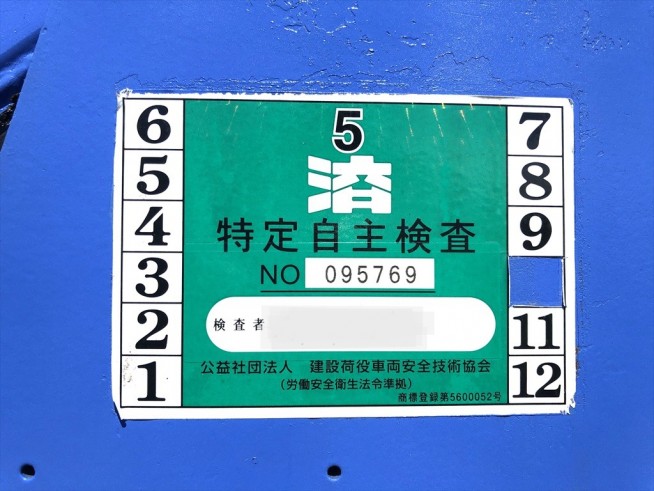 5
済
特定自主検査
NO 095769
検査者
公益社団法人 建設荷役車両安全技術協会
(労働安全衛生法令準拠)
商標登録第5600052号
6
5
4
3
2
1
7
8
9
11
12